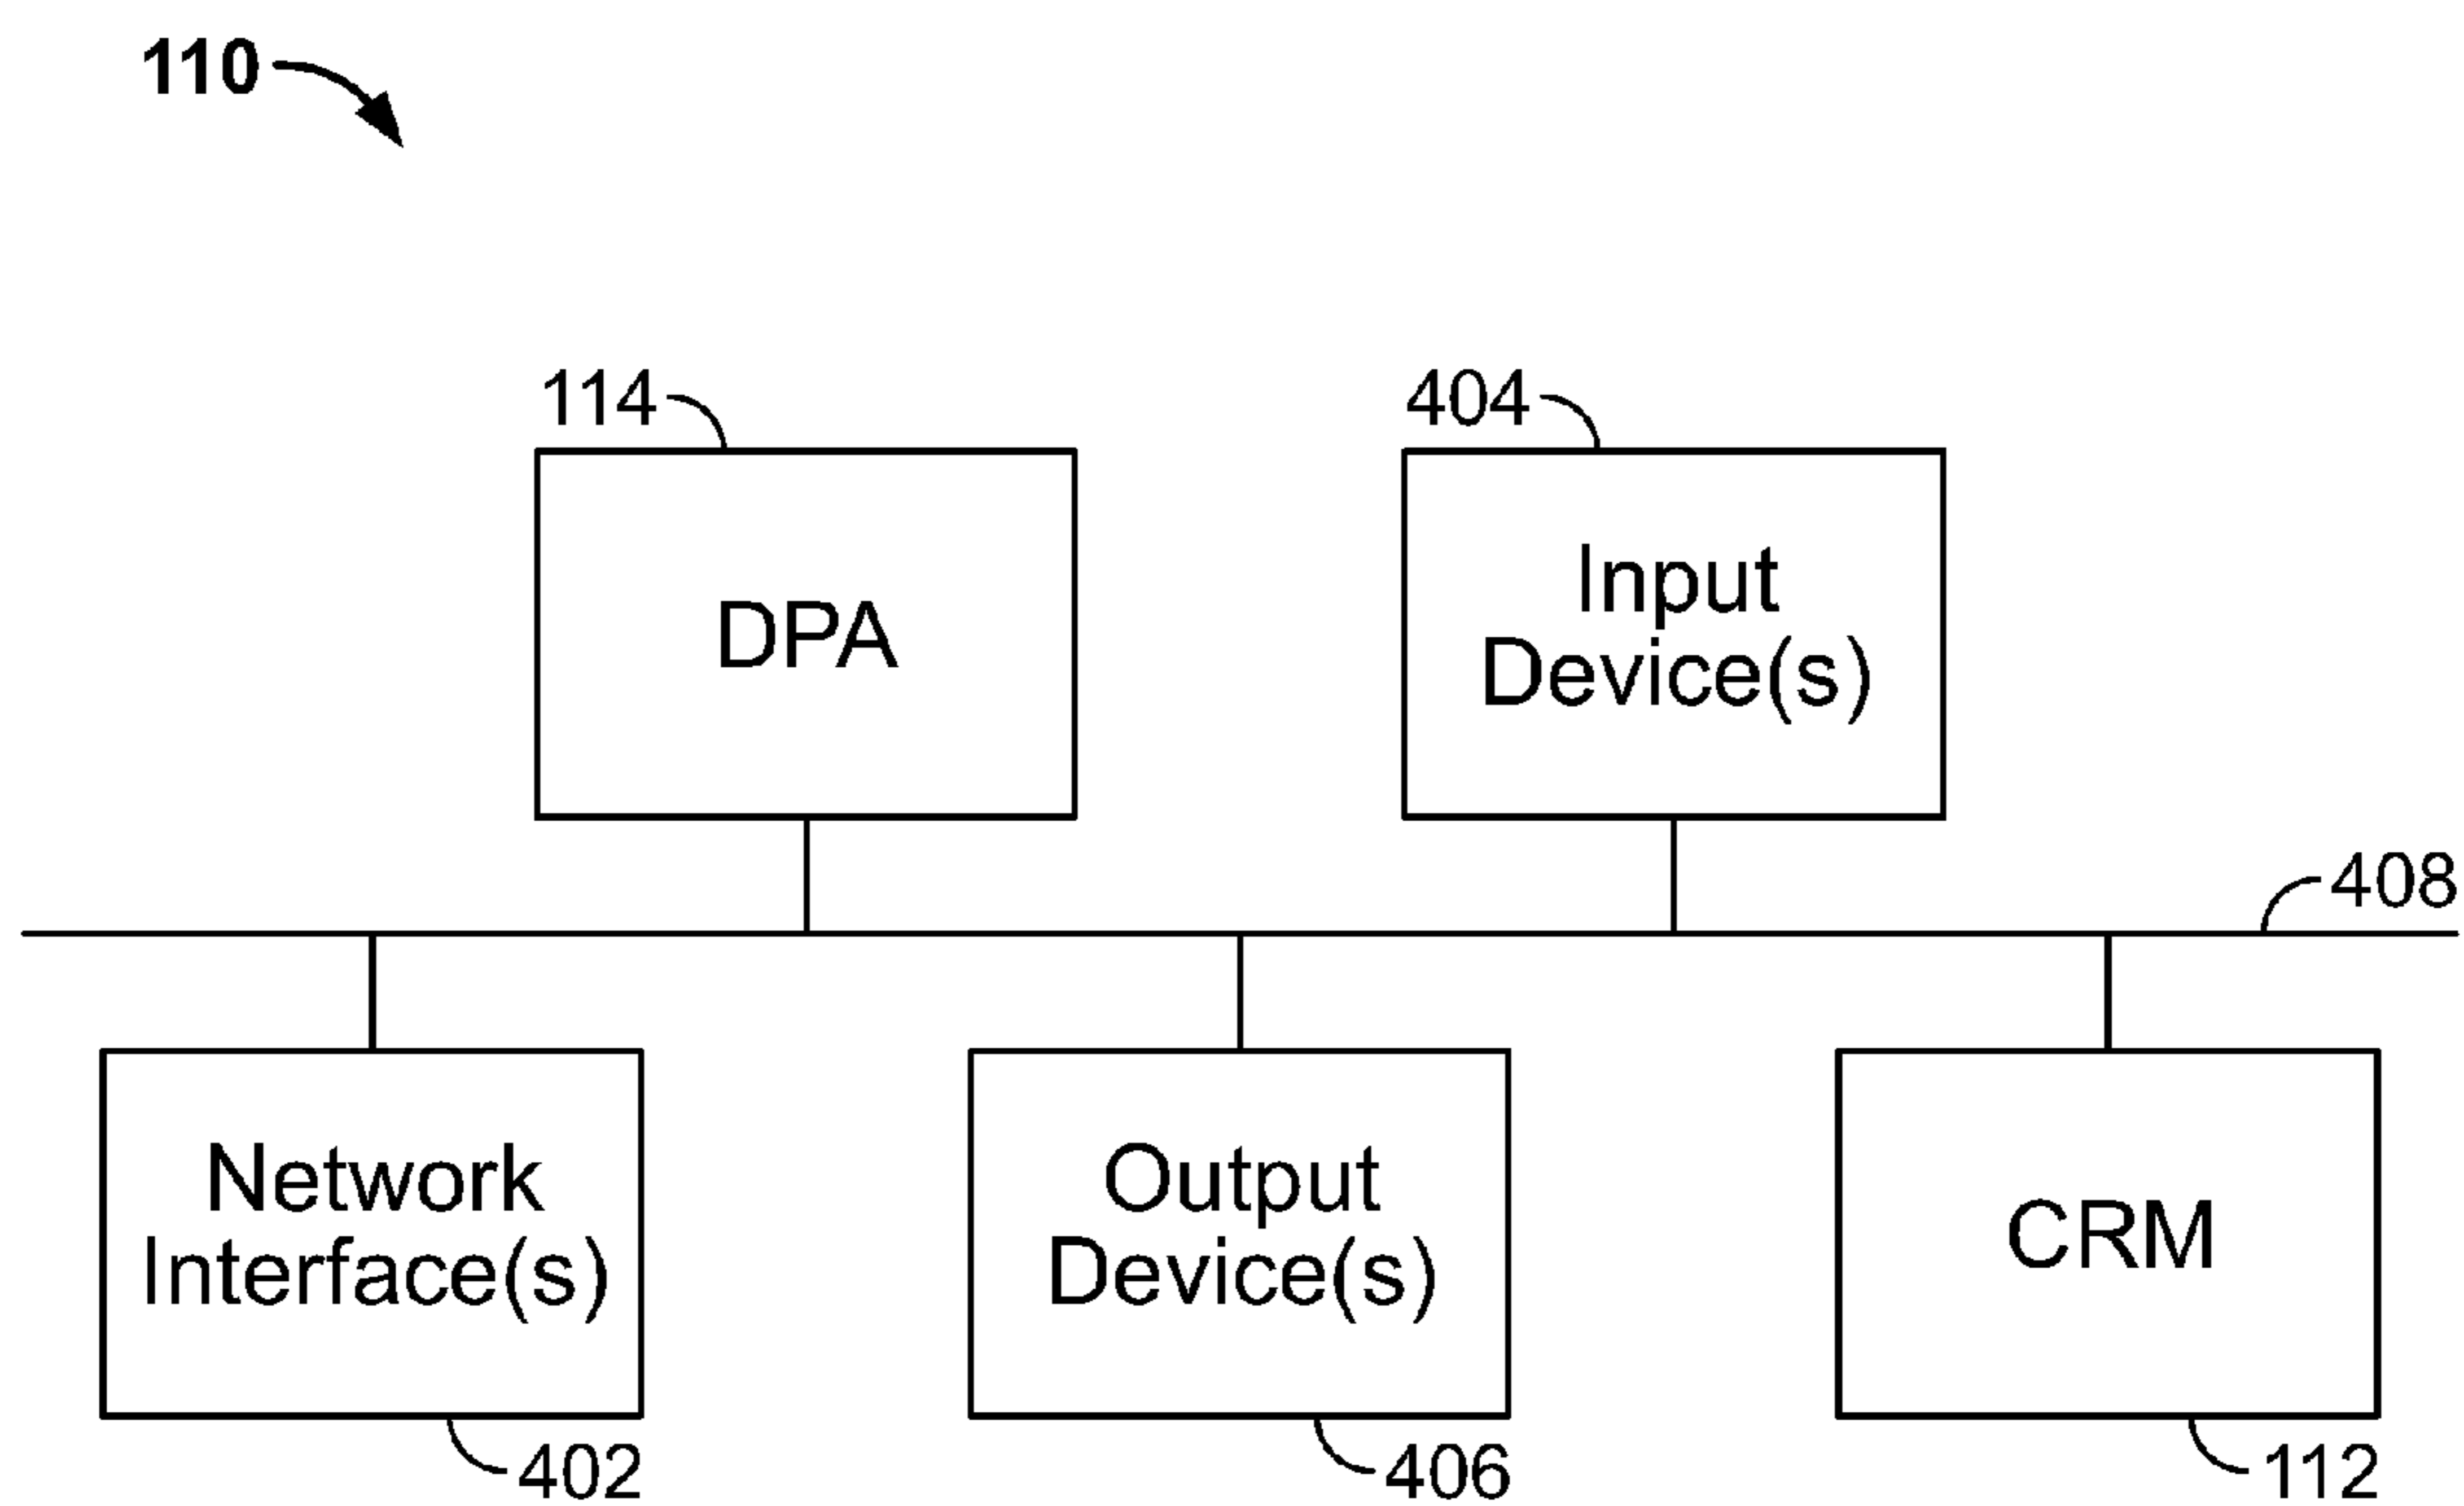 110
114
404
DPA
Input
Device(s)
408
Network
Interface(s)
Output
Device(s)
CRM
402
406
112